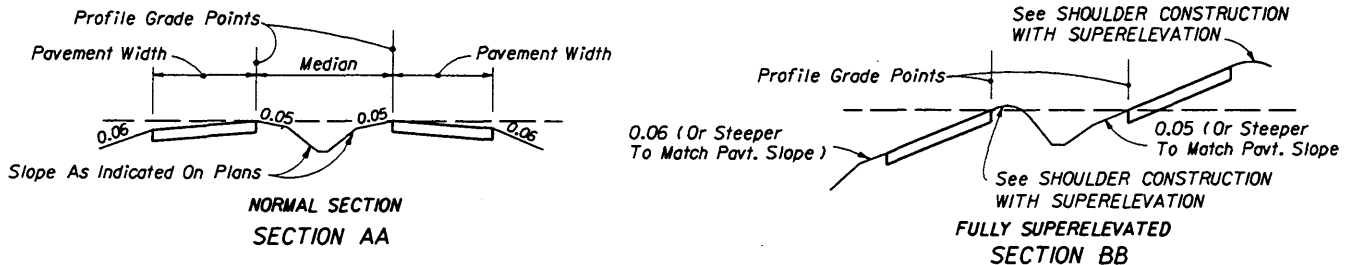 Profile Grade Points
Pavement Width
Median
Pavement Width
0.06
0.05
0.05
0.06
Slope As Indicated On Plans
NORMAL SECTION
SECTION AA
See SHOULDER CONSTRUCTION
WITH SUPERELEVATION
Profile Grade Points
0.06 (Or Steeper
To Match Pavt. Slope)
0.05 (Or Steeper
To Match Pavt. Slope
See SHOULDER CONSTRUCTION
WITH SUPERELEVATION
FULLY SUPERELEVATED
SECTION BB